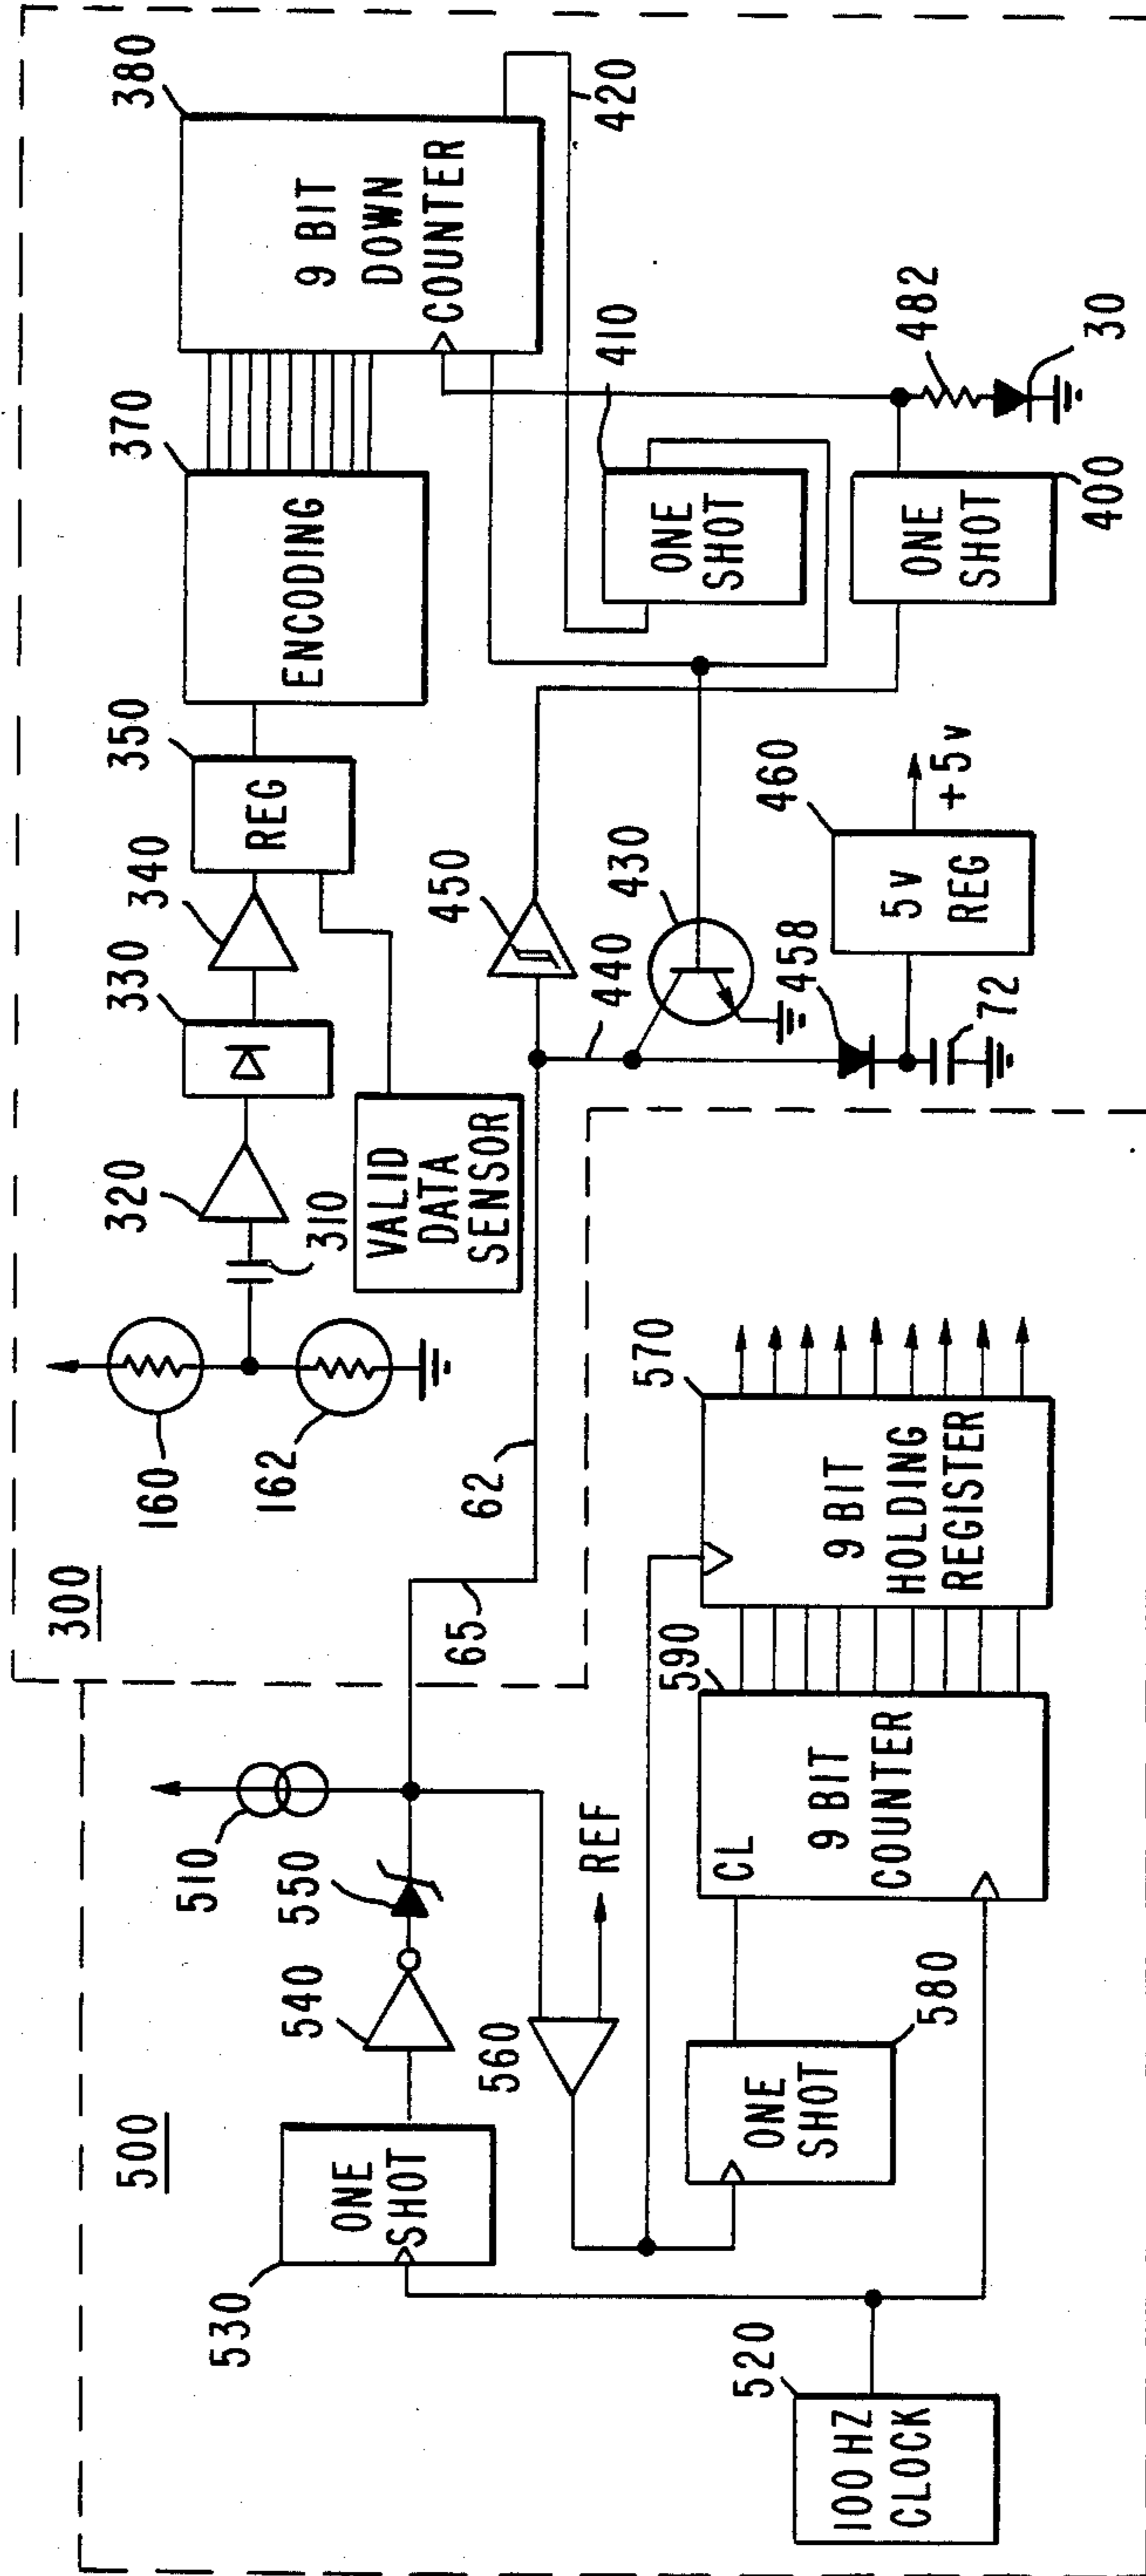 300
160
162
310
320
330
340
350
REG
370
ENCODING
380
9 BIT
DOWN
COUNTER
420
VALID
DATA
SENSOR
65
62
440
450
430
458
72
460
5V
REG
+5v
410
ONE
SHOT
400
ONE
SHOT
482
30
500
530
ONE
SHOT
540
550
510
560
REF
520
100 HZ
CLOCK
580
ONE
SHOT
590
CL
9 BIT
COUNTER
570
9 BIT
HOLDING
REGISTER